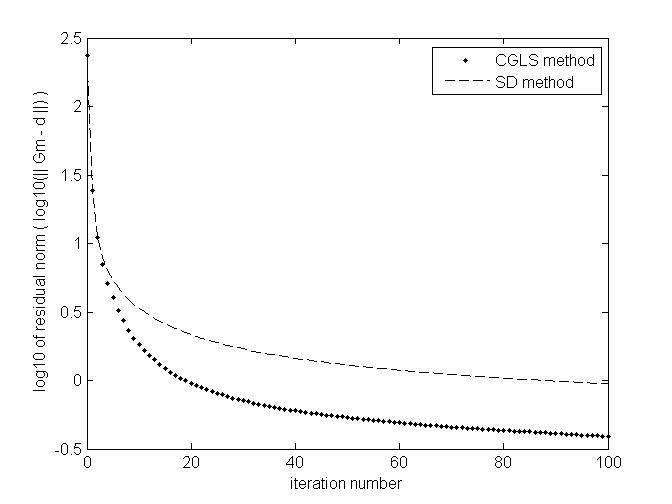 2.5
2
1.5
1
0.5
0
-0.5
0 20 40 60 80 100
CGLS method
SD method
log10 of residual norm ( log10(|| Gm - d ||) )
iteration number